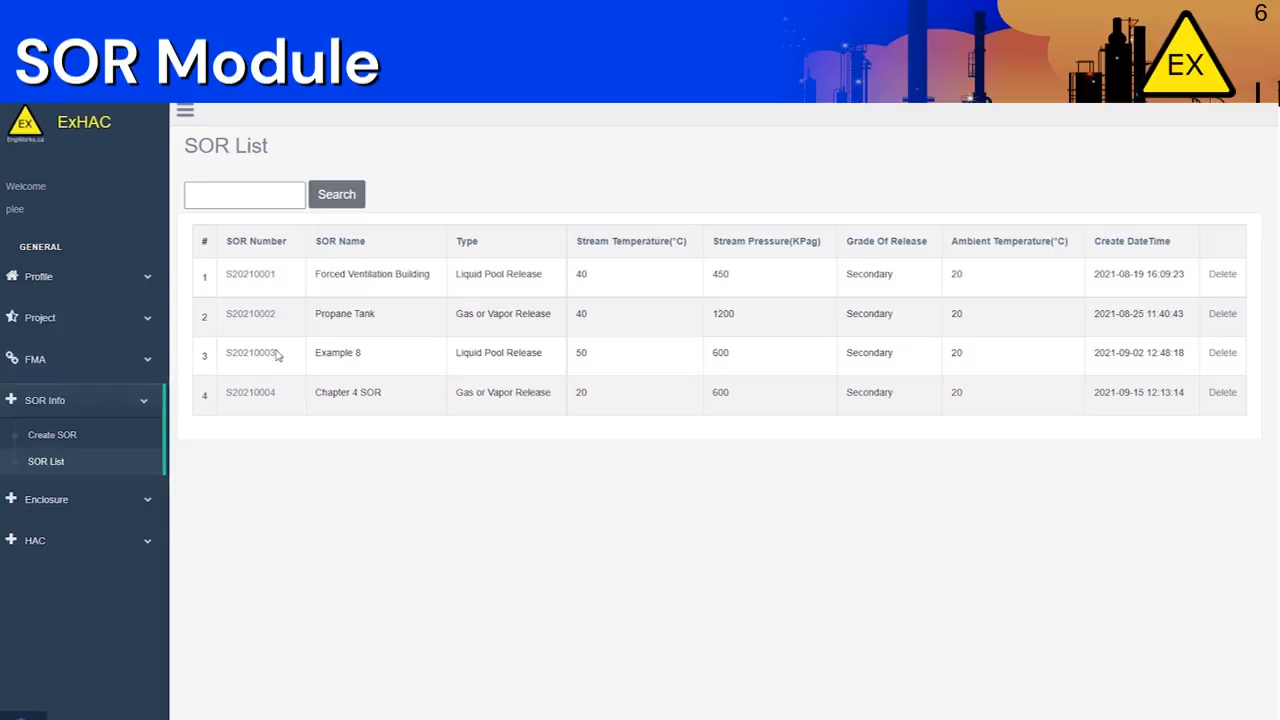 6
SOR Module
EX
EX
EngWorks.ca
ExHAC
SOR List
Welcome
plee
Search
GENERAL
Profile
Project
FMA
SOR Info
Create SOR
SOR List
Enclosure
HAC
# SOR Number SOR Name Type Stream Temperature(°C) Stream Pressure(KPag) Grade Of Release Ambient Temperature(°C) Create DateTime
1 S20210001 Forced Ventilation Building Liquid Pool Release 40 450 Secondary 20 2021-08-19 16:09:23 Delete
2 S20210002 Propane Tank Gas or Vapor Release 40 1200 Secondary 20 2021-08-25 11:40:43 Delete
3 S20210003 Example 8 Liquid Pool Release 50 600 Secondary 20 2021-09-02 12:48:18 Delete
4 S20210004 Chapter 4 SOR Gas or Vapor Release 20 600 Secondary 20 2021-09-15 12:13:14 Delete